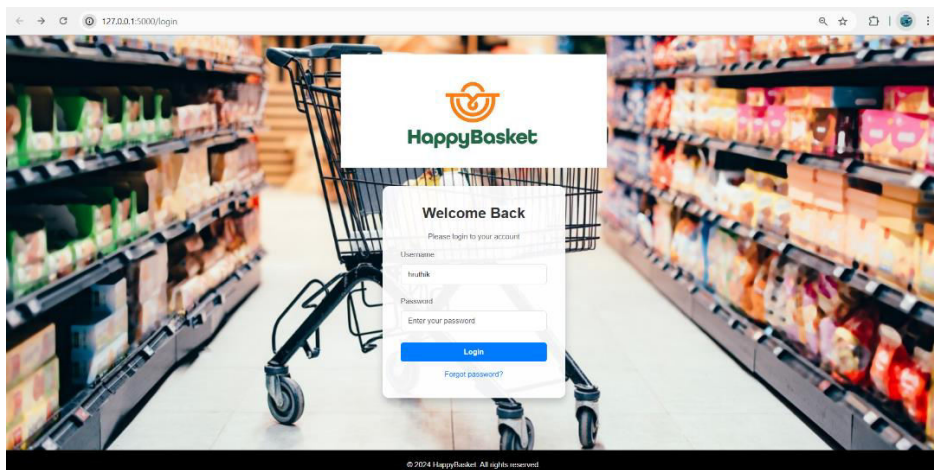 127.0.0.1:5000/login
HappyBasket
Welcome Back
Please login to your account
Username
hruthik
Password
Enter your password
Login
Forgot password?
© 2024 HappyBasket. All rights reserved